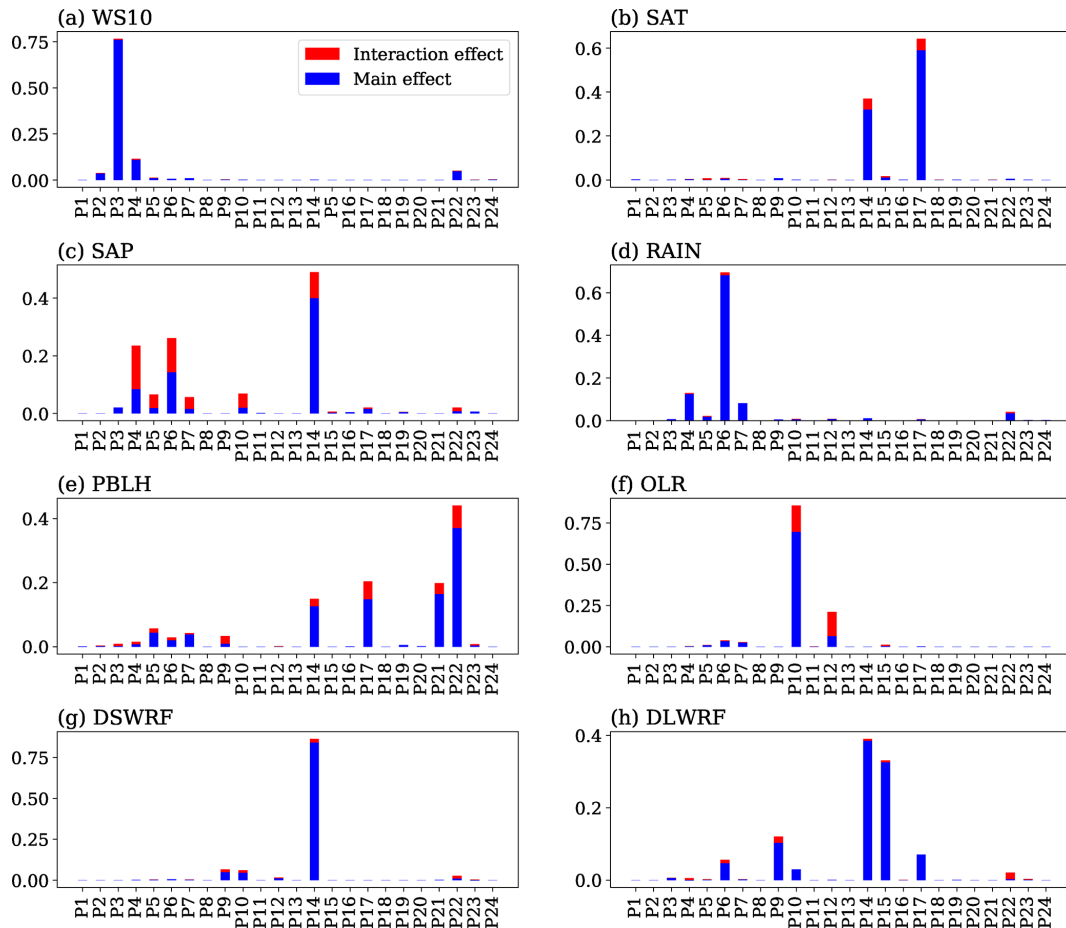 (a) WS10
0.75
0.50
0.25
0.00
Interaction effect
Main effect
P1 P2 P3 P4 P5 P6 P7 P8 P9 P10 P11 P12 P13 P14 P5 P16 P17 P18 P19 P20 P21 P22 P23 P24
(b) SAT
0.6
0.4
0.2
0.0
P1 P2 P3 P4 P5 P6 P7 P8 P9 P10 P11 P12 P13 P14 P15 P16 P17 P18 P19 P20 P21 P22 P23 P24
(c) SAP
0.4
0.2
0.0
P1 P2 P3 P4 P5 P6 P7 P8 P9 P10 P11 P12 P13 P14 P15 P16 P17 P18 P19 P20 P21 P22 P23 P24
(d) RAIN
0.6
0.4
0.2
0.0
P1 P2 P3 P4 P5 P6 P7 P8 P9 P10 P11 P12 P13 P14 P15 P16 P17 P18 P19 P20 P21 P22 P23 P24
(e) PBLH
0.4
0.2
0.0
P1 P2 P3 P4 P5 P6 P7 P8 P9 P10 P11 P12 P13 P14 P15 P16 P17 P18 P19 P20 P21 P22 P23 P24
(f) OLR
0.75
0.50
0.25
0.00
P1 P2 P3 P4 P5 P6 P7 P8 P9 P10 P11 P12 P13 P14 P15 P16 P17 P18 P19 P20 P21 P22 P23 P24
(g) DSWRF
0.75
0.50
0.25
0.00
P1 P2 P3 P4 P5 P6 P7 P8 P9 P10 P11 P12 P13 P14 P15 P16 P17 P18 P19 P20 P21 P22 P23 P24
(h) DLWRF
0.4
0.2
0.0
P1 P2 P3 P4 P5 P6 P7 P8 P9 P10 P11 P12 P13 P14 P15 P16 P17 P18 P19 P20 P21 P22 P23 P24